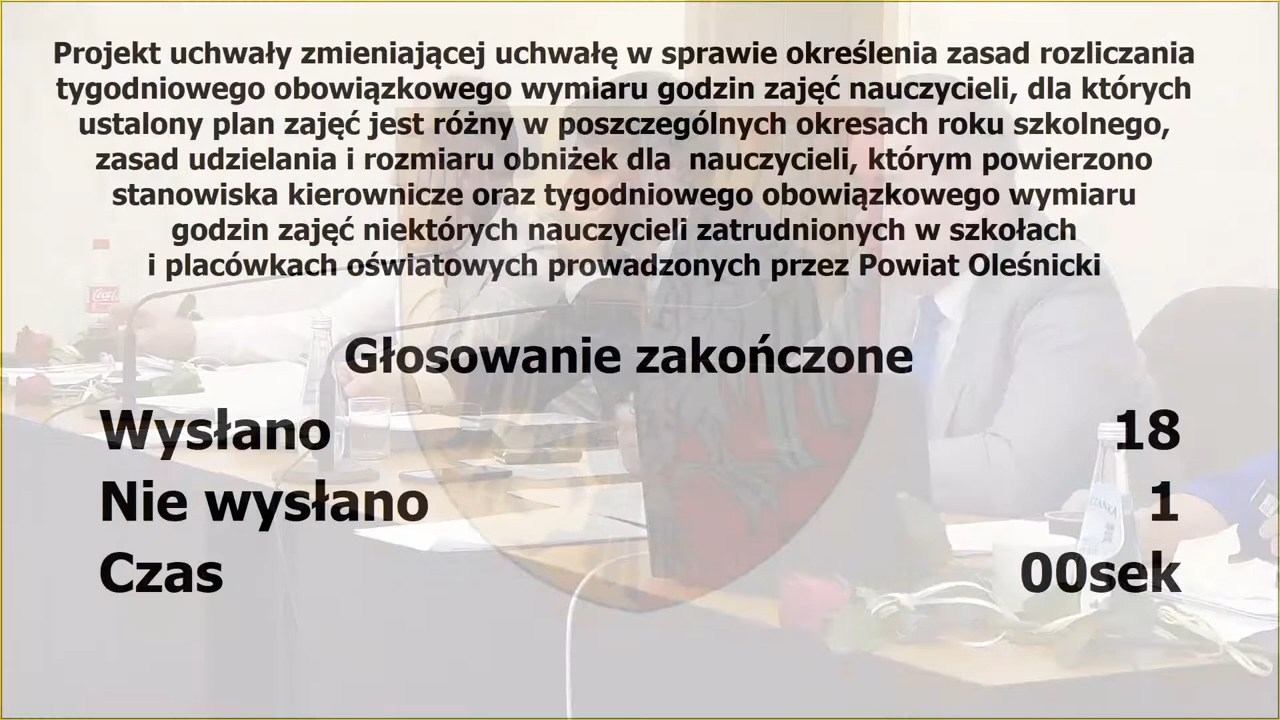 Projekt uchwały zmieniającej uchwałę w sprawie określenia zasad rozliczania
tygodniowego obowiązkowego wymiaru godzin zajęć nauczycieli, dla których
ustalony plan zajęć jest różny w poszczególnych okresach roku szkolnego,
zasad udzielania i rozmiaru obniżek dla  nauczycieli, którym powierzono
stanowiska kierownicze oraz tygodniowego obowiązkowego wymiaru
godzin zajęć niektórych nauczycieli zatrudnionych w szkołach
i placówkach oświatowych prowadzonych przez Powiat Oleśnicki
Głosowanie zakończone
Wysłano 18
Nie wysłano 1
Czas 00sek